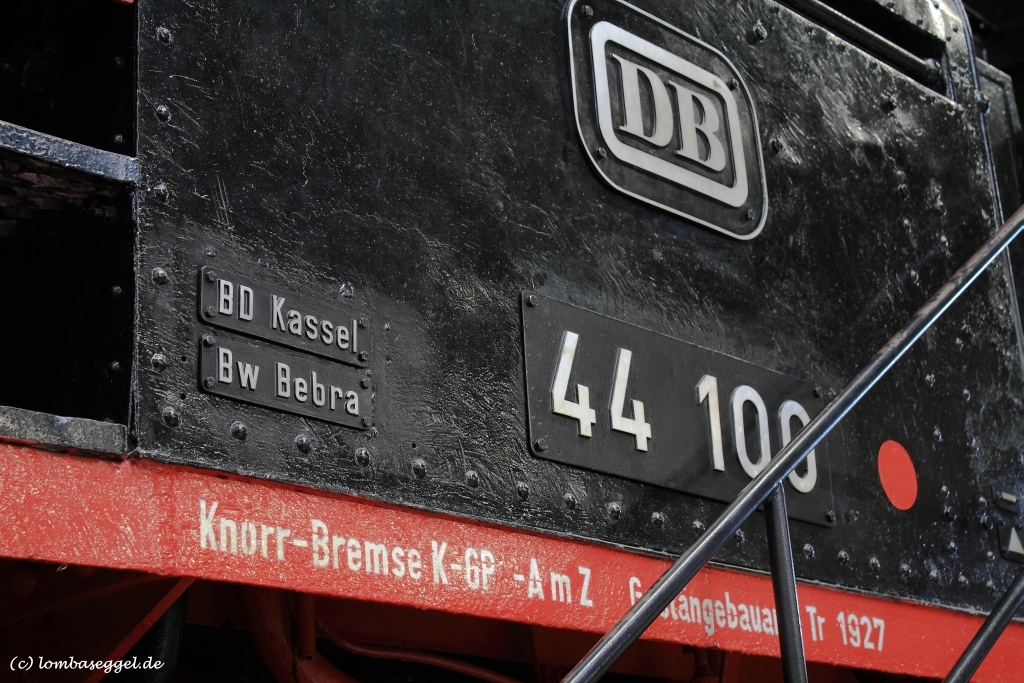 DB
BD Kassel
Bw Bebra
44 100
Knorr-Bremse K-GP -AmZ Tr 1927
(c) lombaseggel.de